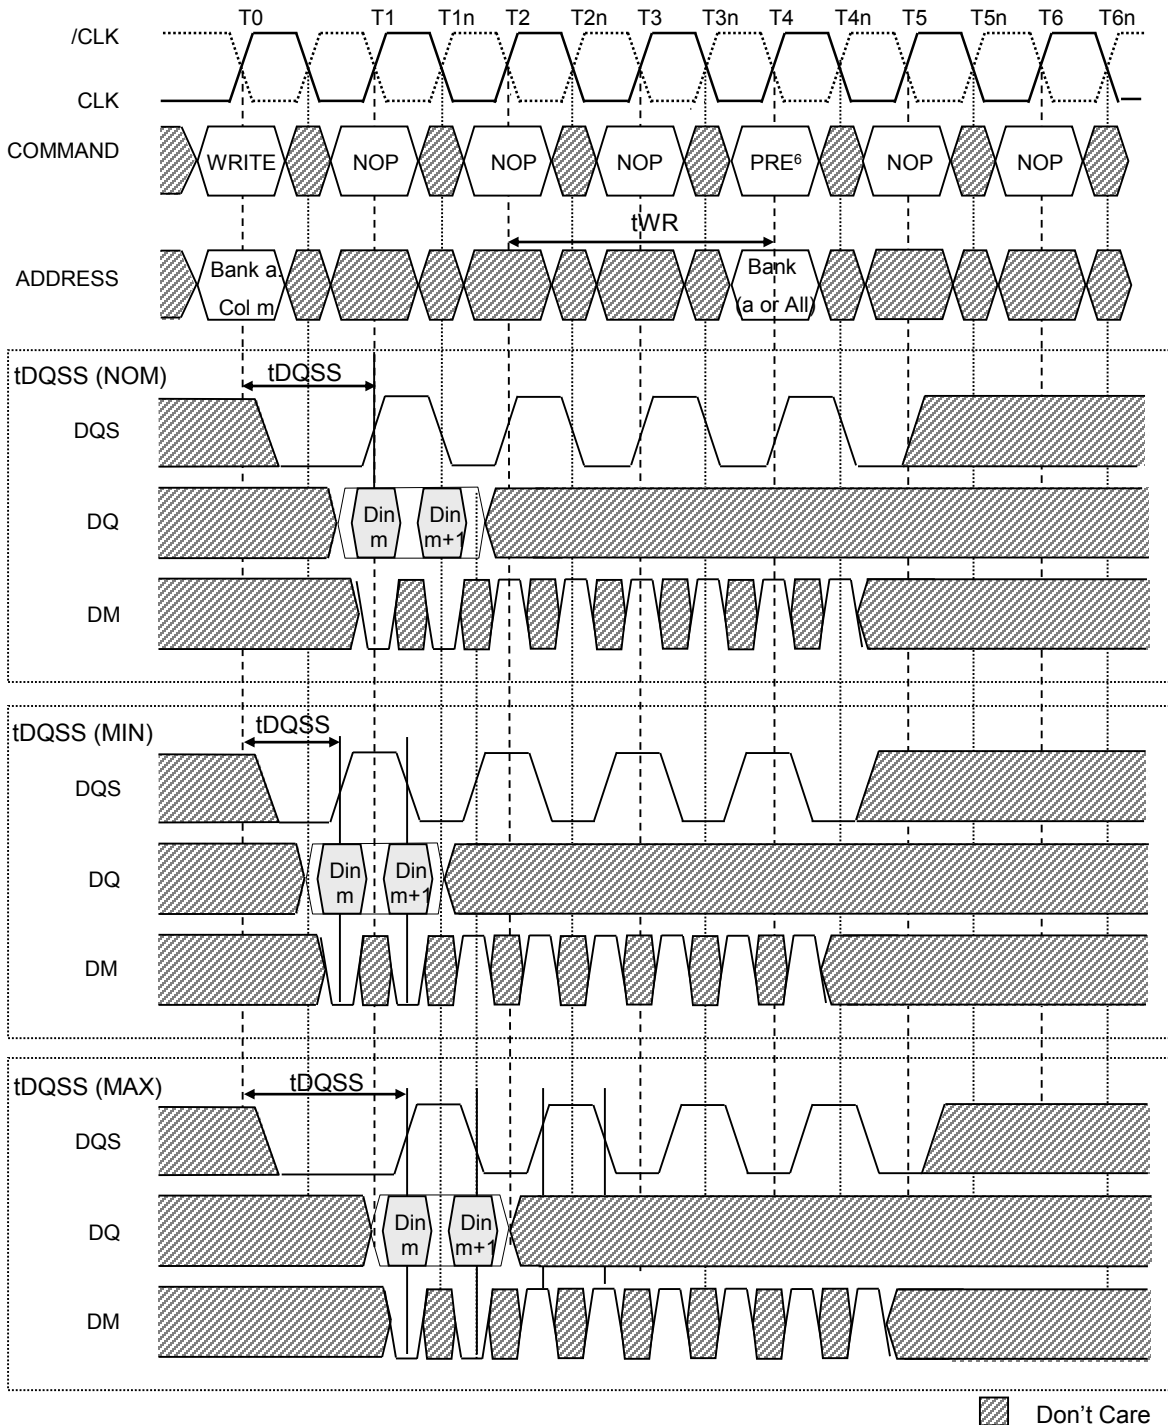 T0 T1 T1n T2 T2n T3 T3n T4 T4n T5 T5n T6 T6n
/CLK
CLK
COMMAND WRITE NOP NOP NOP PRE6 NOP NOP
tWR
ADDRESS Bank a. Bank
Col m (a or All)
tDQSS (NOM) tDQSS
DQS
DQ Din m Din m+1
DM
tDQSS (MIN) tDQSS
DQS
DQ Din m Din m+1
DM
tDQSS (MAX) tDQSS
DQS
DQ Din m Din m+1
DM
Don't Care